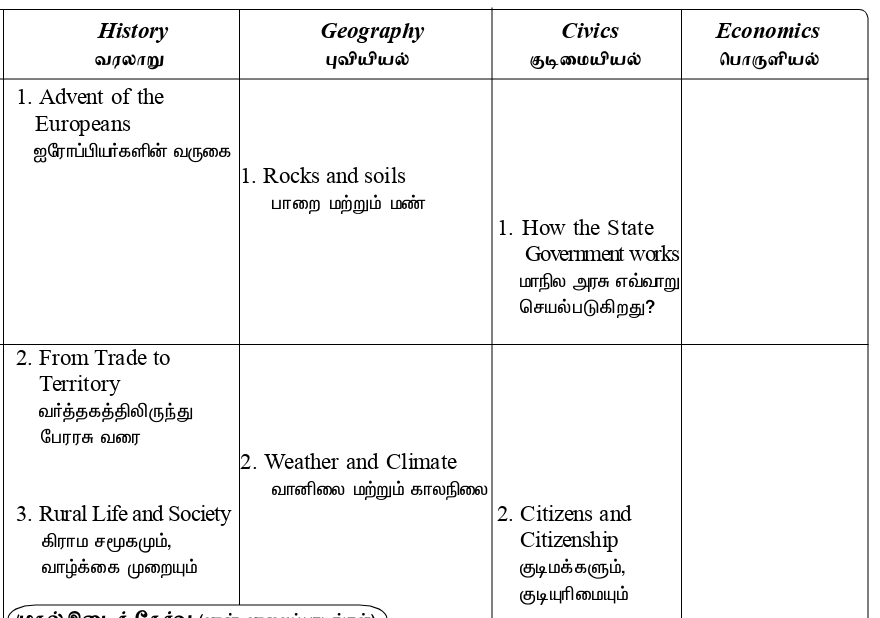 History
வரலாறு
Geography
புவியியல்
Civics
குடிமையியல்
Economics
பொருளியல்
1. Advent of the
Europeans
ஐரோப்பியர்களின் வருகை
1. Rocks and soils
பாறை மற்றும் மண்
1. How the State
Government works
மாநில அரசு எவ்வாறு
செயல்படுகிறது?
2. From Trade to
Territory
வர்த்தகத்திலிருந்து
பேரரசு வரை
2. Weather and Climate
வானிலை மற்றும் காலநிலை
3. Rural Life and Society
கிராம சமூகமும்,
வாழ்க்கை முறையும்
2. Citizens and
Citizenship
குடிமக்களும்,
குடியுரிமையும்